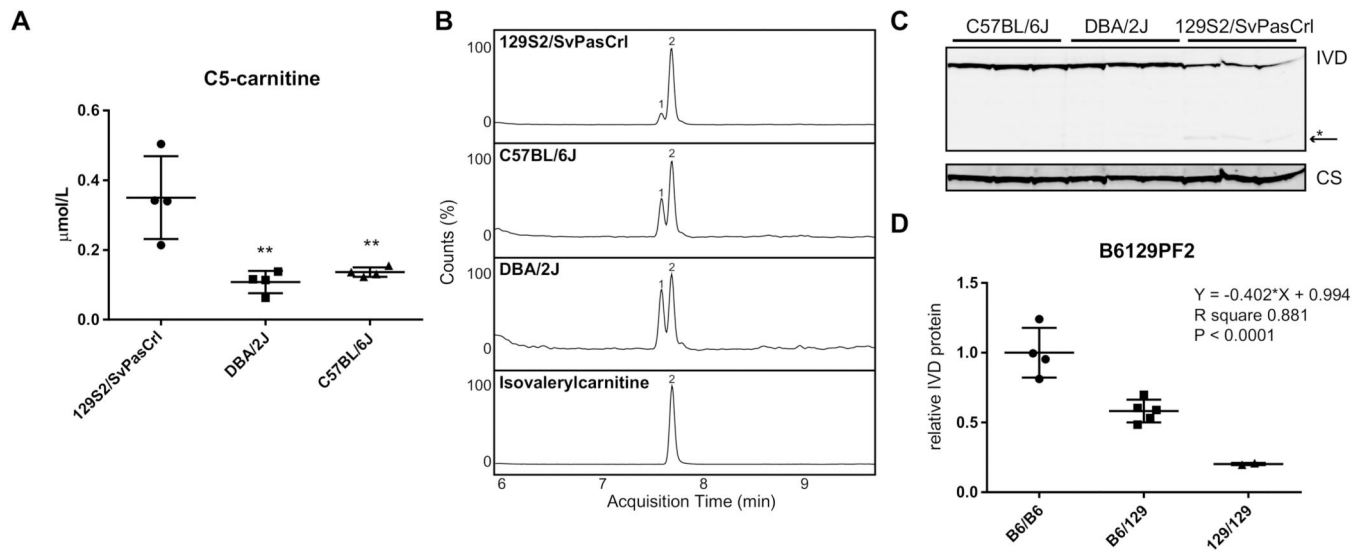 A
C5-carnitine
μmol/L
0.6
0.4
0.2
0.0
**
**
129S2/SvPasCrl
DBA/2J
C57BL/6J
B
Counts (%)
129S2/SvPasCrl
100
0
1
2
C57BL/6J
100
0
1
2
DBA/2J
100
0
1
2
Isovalerylcarnitine
100
0
2
6
7
8
9
Acquisition Time (min)
C
C57BL/6J
DBA/2J
129S2/SvPasCrl
IVD
*
CS
D
B6129PF2
Y = -0.402*X + 0.994
R square 0.881
P < 0.0001
relative IVD protein
1.5
1.0
0.5
0.0
B6/B6
B6/129
129/129